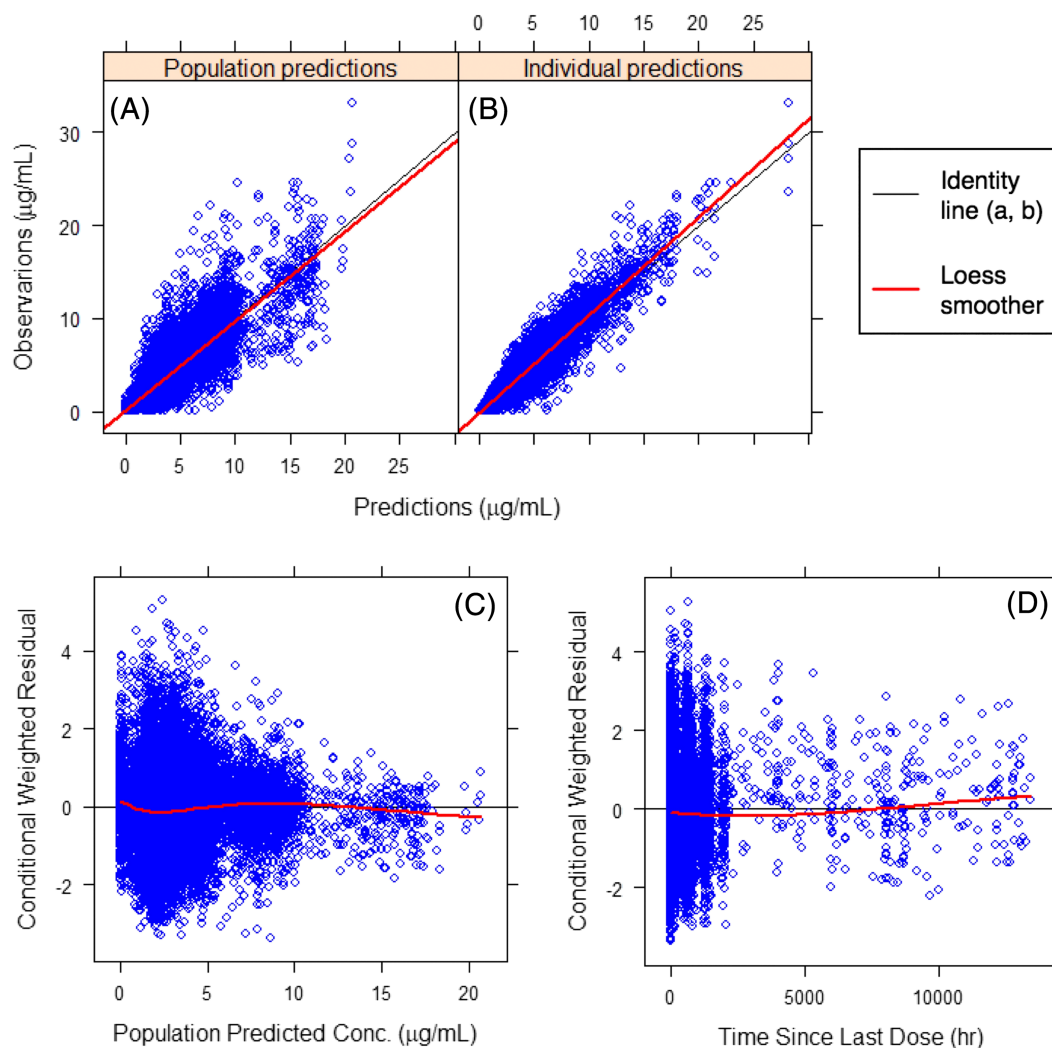 0 5 10 15 20 25
Population predictions
Individual predictions
(A)
(B)
Observarions (µg/mL)
30
20
10
0
0 5 10 15 20 25
Predictions (µg/mL)
Identity
line (a, b)
Loess
smoother
(C)
Conditional Weighted Residual
4
2
0
-2
0 5 10 15 20
Population Predicted Conc. (µg/mL)
(D)
Conditional Weighted Residual
4
2
0
-2
0 5000 10000
Time Since Last Dose (hr)